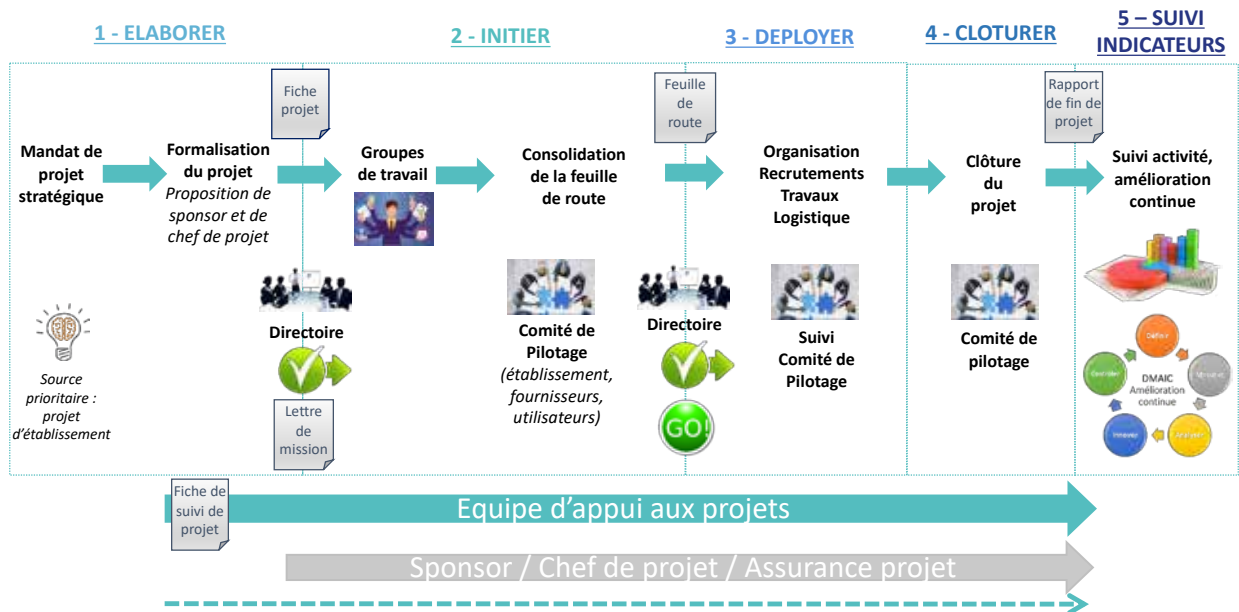 1 - ELABORER
2 - INITIER
3 - DEPLOYER
4 - CLOTURER
5 – SUIVI
INDICATEURS
Fiche
projet
Feuille
de
route
Rapport
de fin de
projet
Mandat de
projet
stratégique
Formalisation
du projet
Proposition de
sponsor et de
chef de projet
Groupes
de travail
Consolidation
de la feuille
de route
Organisation
Recrutements
Travaux
Logistique
Clôture
du
projet
Suivi activité,
amélioration
continue
Source
prioritaire :
projet
d’établissement
Directoire
Lettre
de
mission
Comité de
Pilotage
(établissement,
fournisseurs,
utilisateurs)
Directoire
GO!
Suivi
Comité de
Pilotage
Comité de
pilotage
Définir
DMAIC
Amélioration
continue
Fiche de
suivi de
projet
Equipe d’appui aux projets
Sponsor / Chef de projet / Assurance projet